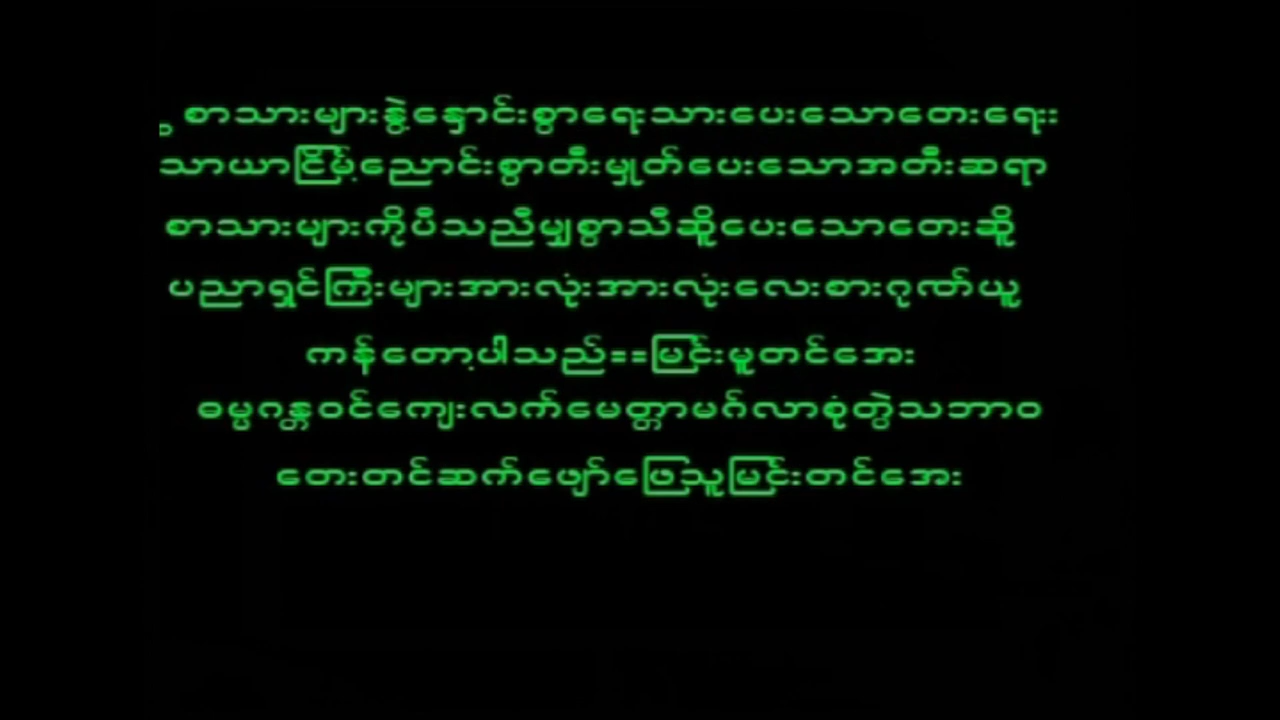 စာသားများနွဲ့နှောင်းစွာရေးသားပေးသောတေးရေး
သာယာငြိမ့်ညောင်းစွာတီးမှုတ်ပေးသောအတီးဆရာ
စာသားများကိုပီသညီမျှစွာသီဆိုပေးသောတေးဆို
ပညာရှင်ကြီးများအားလုံးအားလုံးလေးစားဂုဏ်ယူ
ကန်တော့ပါသည်==မြင်းမူတင်အေး
ဓမ္မဂန္တဝင်ကျေးလက်မေတ္တာမင်္ဂလာစုံတွဲသဘာဝ
တေးတင်ဆက်ဖျော်ဖြေသူမြင်းတင်အေး